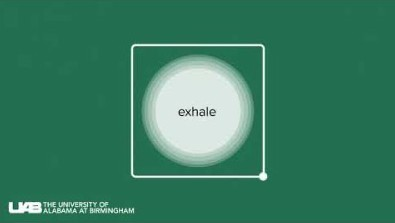 exhale
UAB THE UNIVERSITY OF
ALABAMA AT BIRMINGHAM